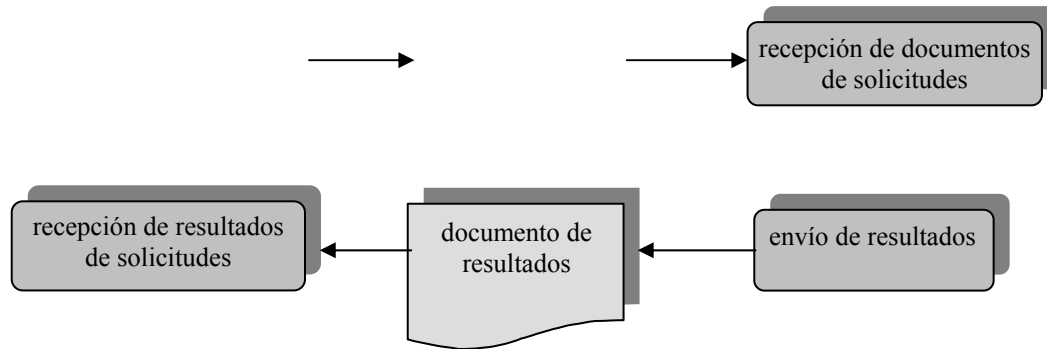 recepción de documentos
de solicitudes
recepción de resultados
de solicitudes
documento de
resultados
envío de resultados